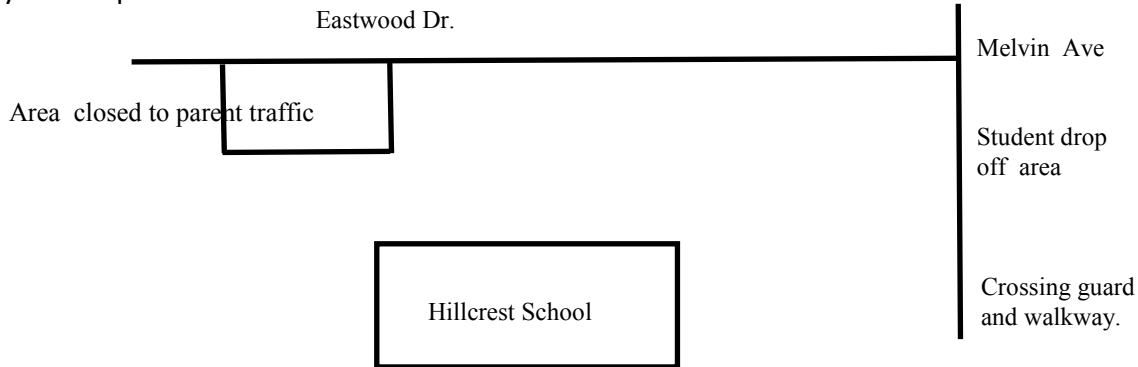 Eastwood Dr.
Melvin Ave
Area closed to parent traffic
Student drop
off area
Hillcrest School
Crossing guard
and walkway.